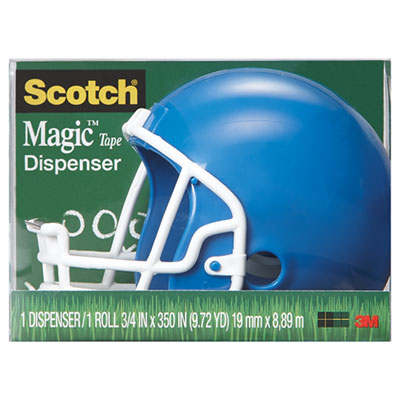 Scotch
Magic™ Tape
Dispenser
1 DISPENSER/1 ROLL 3/4 IN x 350 IN (9.72 YD) 19 mm x 8,89 m
3M